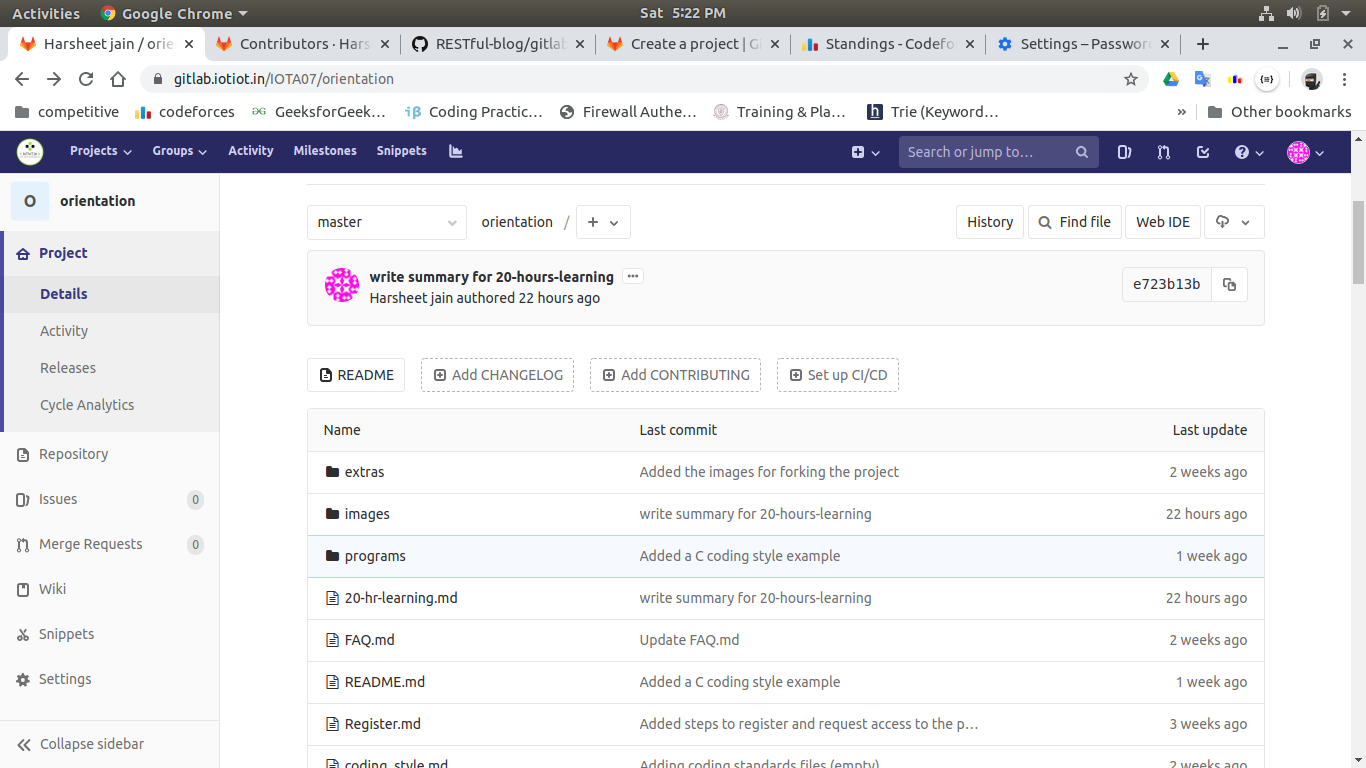 Activities Google Chrome Sat 5:22 PM
Harsheet jain / orie Contributors · Hars RESTful-blog/gitlab Create a project | G Standings - Codefo Settings – Passwor
gitlab.iotiot.in/IOTA07/orientation
competitive codeforces GeeksforGeek… Coding Practic… Firewall Authe… Training & Pla… Trie (Keyword… » Other bookmarks
Projects Groups Activity Milestones Snippets Search or jump to…
O orientation
Project
Details
Activity
Releases
Cycle Analytics
Repository
Issues 0
Merge Requests 0
Wiki
Snippets
Settings
Collapse sidebar
master orientation / + History Find file Web IDE
write summary for 20-hours-learning ···
Harsheet jain authored 22 hours ago
e723b13b
README Add CHANGELOG Add CONTRIBUTING Set up CI/CD
Name Last commit Last update
extras Added the images for forking the project 2 weeks ago
images write summary for 20-hours-learning 22 hours ago
programs Added a C coding style example 1 week ago
20-hr-learning.md write summary for 20-hours-learning 22 hours ago
FAQ.md Update FAQ.md 2 weeks ago
README.md Added a C coding style example 1 week ago
Register.md Added steps to register and request access to the p… 3 weeks ago
coding_style.md Adding coding standards files (empty) 2 weeks ago